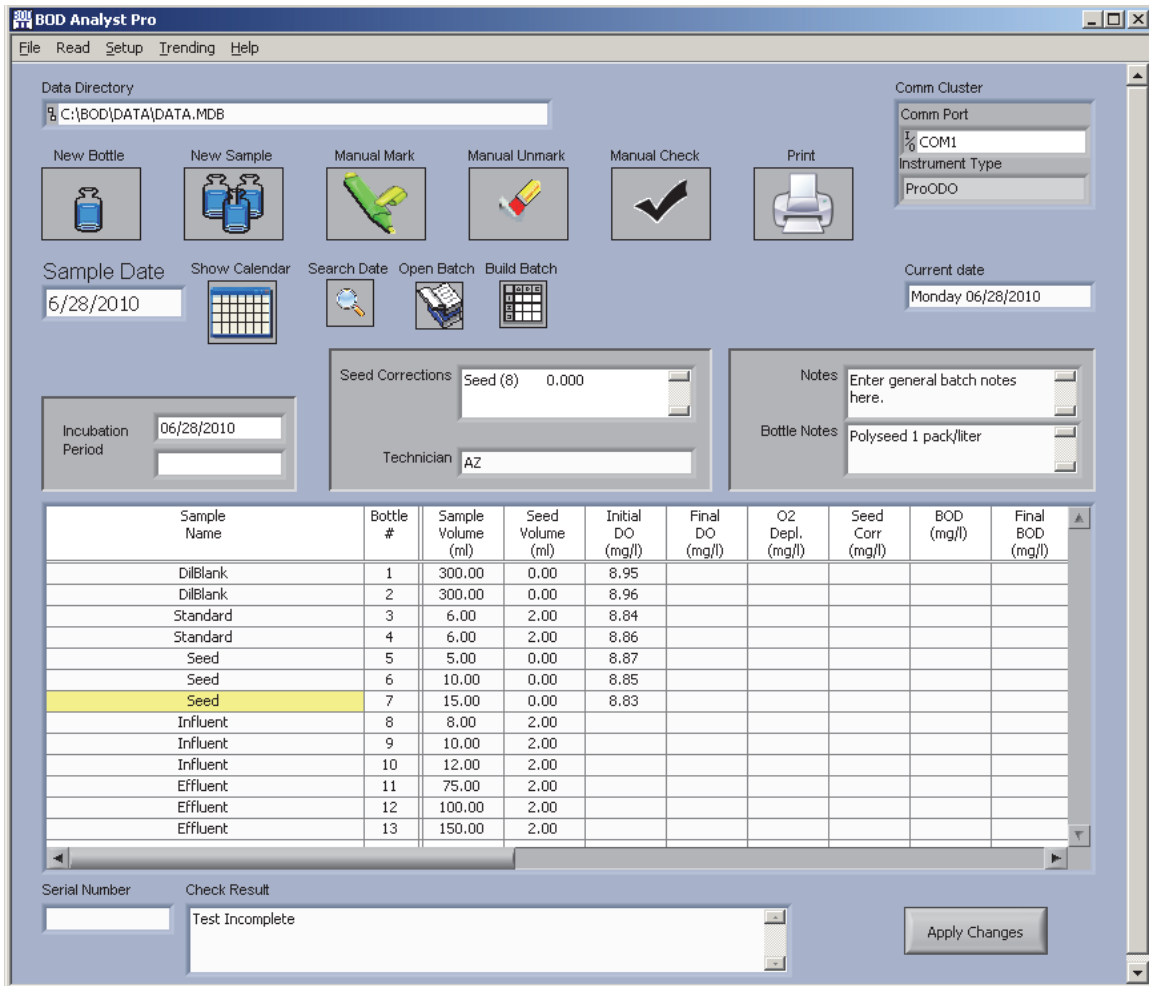 BOD Analyst Pro
File Read Setup Trending Help
Data Directory
C:\BOD\DATA\DATA.MDB
Comm Cluster
Comm Port
COM1
Instrument Type
ProODO
New Bottle New Sample Manual Mark Manual Unmark Manual Check Print
Sample Date Show Calendar Search Date Open Batch Build Batch
6/28/2010
Current date
Monday 06/28/2010
Incubation
Period
06/28/2010
Seed Corrections
Seed (8) 0.000
Technician
AZ
Notes
Enter general batch notes
here.
Bottle Notes
Polyseed 1 pack/liter
Sample Name Bottle # Sample Volume (ml) Seed Volume (ml) Initial DO (mg/l) Final DO (mg/l) O2 Depl. (mg/l) Seed Corr (mg/l) BOD (mg/l) Final BOD (mg/l)
DilBlank 1 300.00 0.00 8.95
DilBlank 2 300.00 0.00 8.96
Standard 3 6.00 2.00 8.84
Standard 4 6.00 2.00 8.86
Seed 5 5.00 0.00 8.87
Seed 6 10.00 0.00 8.85
Seed 7 15.00 0.00 8.83
Influent 8 8.00 2.00
Influent 9 10.00 2.00
Influent 10 12.00 2.00
Effluent 11 75.00 2.00
Effluent 12 100.00 2.00
Effluent 13 150.00 2.00
Serial Number
Check Result
Test Incomplete
Apply Changes